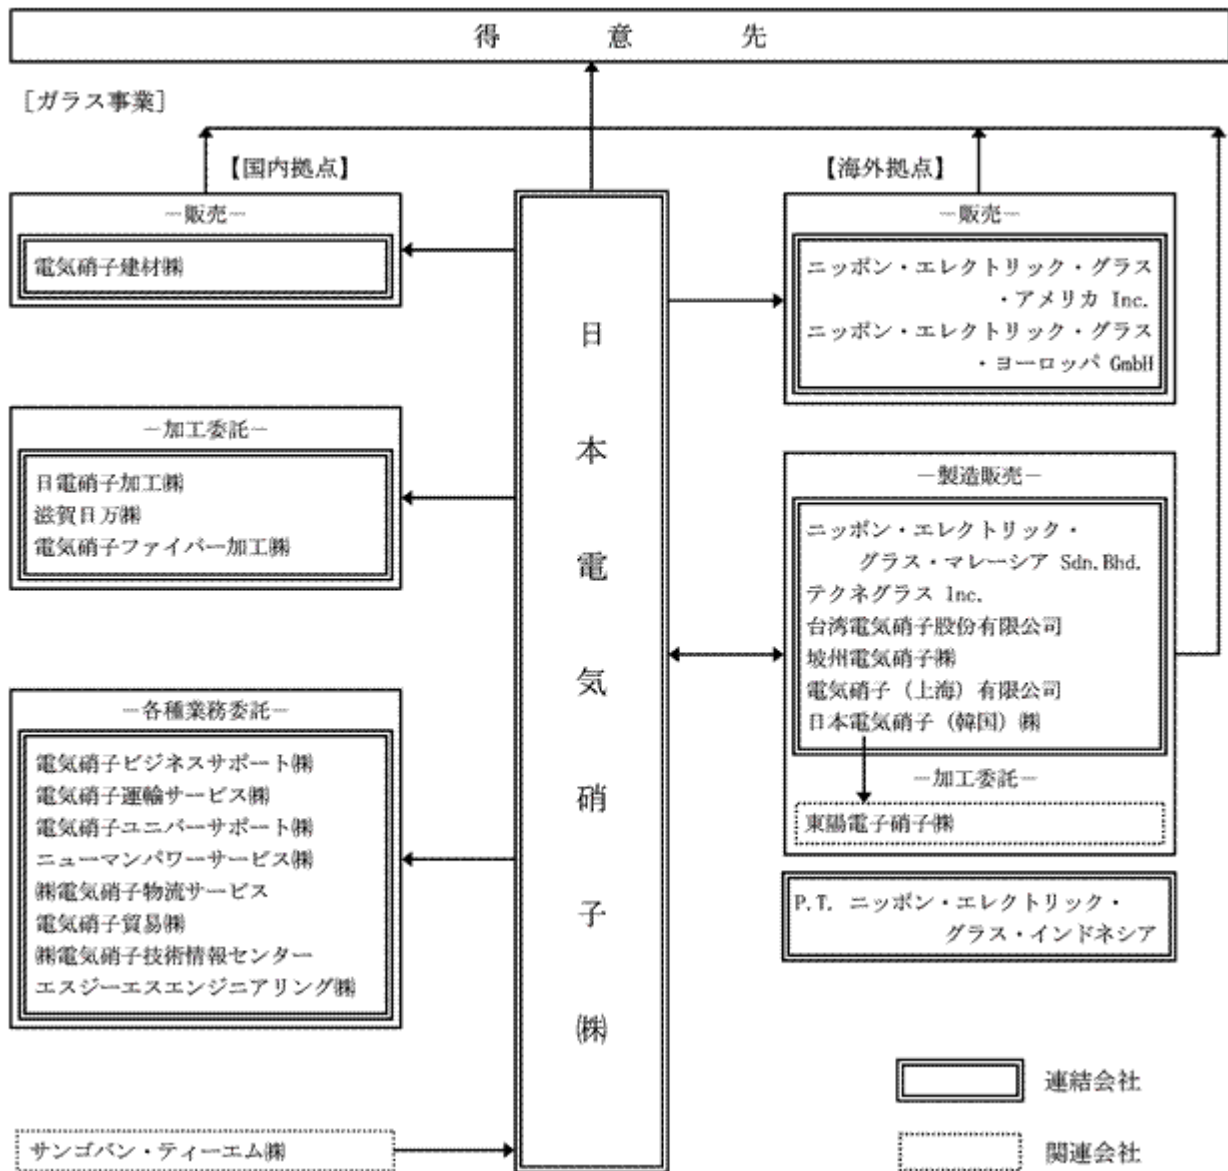 得意先
[ガラス事業]
【国内拠点】
－販売－
電気硝子建材㈱
－加工委託－
日電硝子加工㈱
滋賀日万㈱
電気硝子ファイバー加工㈱
－各種業務委託－
電気硝子ビジネスサポート㈱
電気硝子運輸サービス㈱
電気硝子ユニバーサポート㈱
ニューマンパワーサービス㈱
㈱電気硝子物流サービス
電気硝子貿易㈱
㈱電気硝子技術情報センター
エスジーエスエンジニアリング㈱
サンゴバン・ティーエム㈱
日本電気硝子㈱
【海外拠点】
－販売－
ニッポン・エレクトリック・グラス
・アメリカ Inc.
ニッポン・エレクトリック・グラス
・ヨーロッパ GmbH
－製造販売－
ニッポン・エレクトリック・
グラス・マレーシア Sdn.Bhd.
テクネグラス Inc.
台湾電気硝子股份有限公司
坡州電気硝子㈱
電気硝子（上海）有限公司
日本電気硝子（韓国）㈱
－加工委託－
東陽電子硝子㈱
P.T. ニッポン・エレクトリック・
グラス・インドネシア
連結会社
関連会社